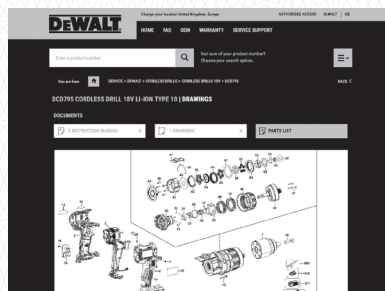 DEWALT.
Change your location United Kingdom, Europe
AUTHORISED ACCESS DEWALT GB
HOME FAQ OEM WARRANTY SERVICE SUPPORT
Enter a product number
Not sure of your product number?
Choose your search option.
You are here
SERVICE > DEWALT > CORDLESS DRILLS > CORDLESS DRILLS 18V > DCD795
BACK <
DCD795 CORDLESS DRILL 18V LI-ION TYPE 10 | DRAWINGS
DOCUMENTS
2 INSTRUCTION MANUAL
1 DRAWINGS
PARTS LIST